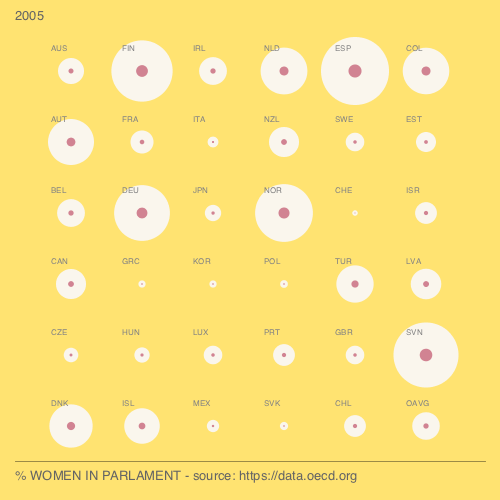 2005
AUS FIN IRL NLD ESP COL
AUT FRA ITA NZL SWE EST
BEL DEU JPN NOR CHE ISR
CAN GRC KOR POL TUR LVA
CZE HUN LUX PRT GBR SVN
DNK ISL MEX SVK CHL OAVG
% WOMEN IN PARLAMENT - source: https://data.oecd.org